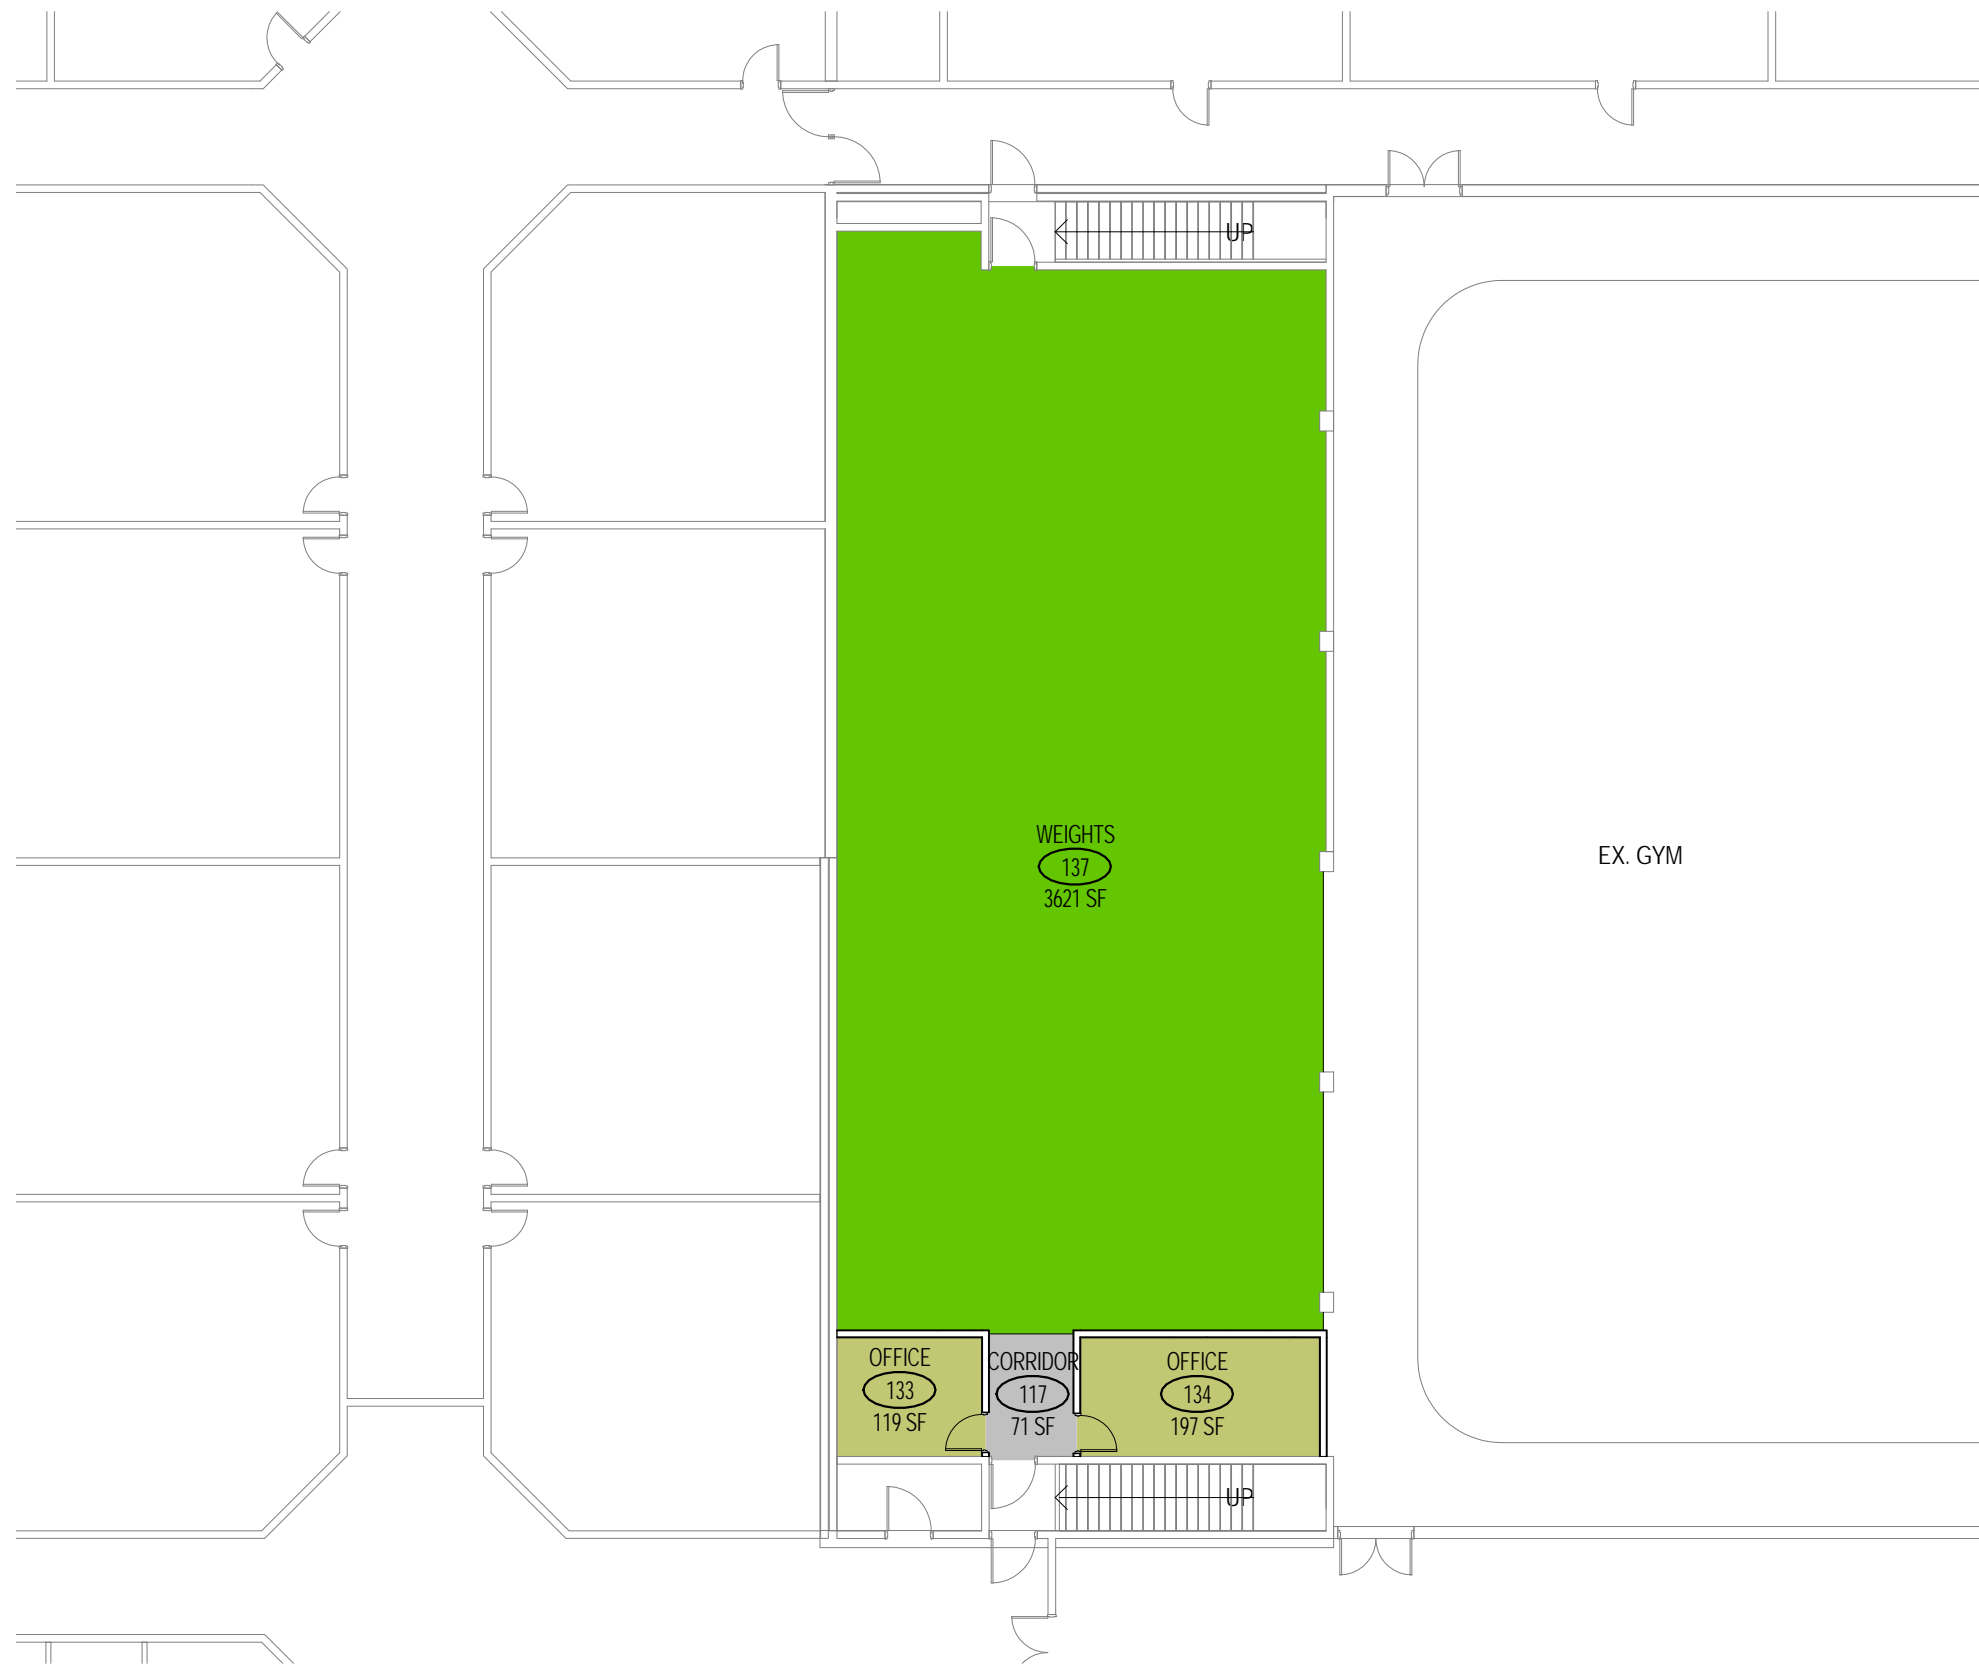 UP
WEIGHTS
137
3621 SF
EX. GYM
OFFICE
133
119 SF
CORRIDOR
117
71 SF
OFFICE
134
197 SF
UP